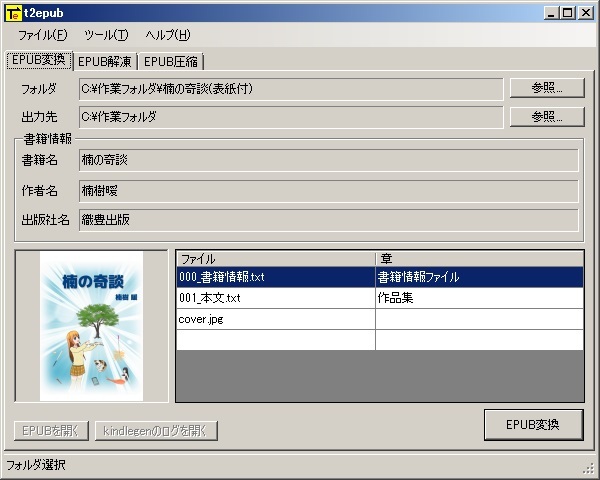 t2epub
ファイル(F) ツール(T) ヘルプ(H)
EPUB変換 EPUB解凍 EPUB圧縮
フォルダ C:¥作業フォルダ¥楠の奇談(表紙付) 参照...
出力先 C:¥作業フォルダ 参照...
書籍情報
書籍名 楠の奇談
作者名 楠樹暖
出版社名 織豊出版
楠の奇談
楠樹 暖
ファイル 章
000_書籍情報.txt 書籍情報ファイル
001_本文.txt 作品集
cover.jpg
EPUBを開く kindlegenのログを開く EPUB変換
フォルダ選択